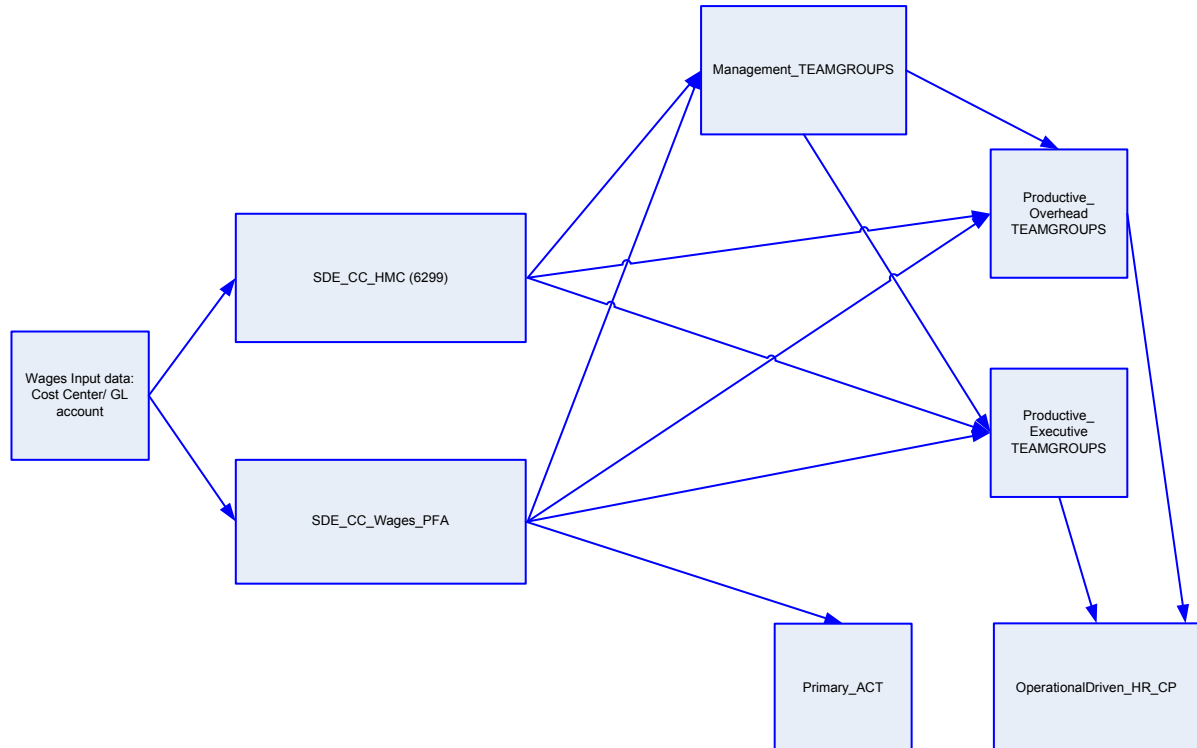 Management_TEAMGROUPS
Productive_
Overhead
TEAMGROUPS
SDE_CC_HMC (6299)
Wages Input data:
Cost Center/ GL
account
Productive_
Executive
TEAMGROUPS
SDE_CC_Wages_PFA
Primary_ACT
OperationalDriven_HR_CP